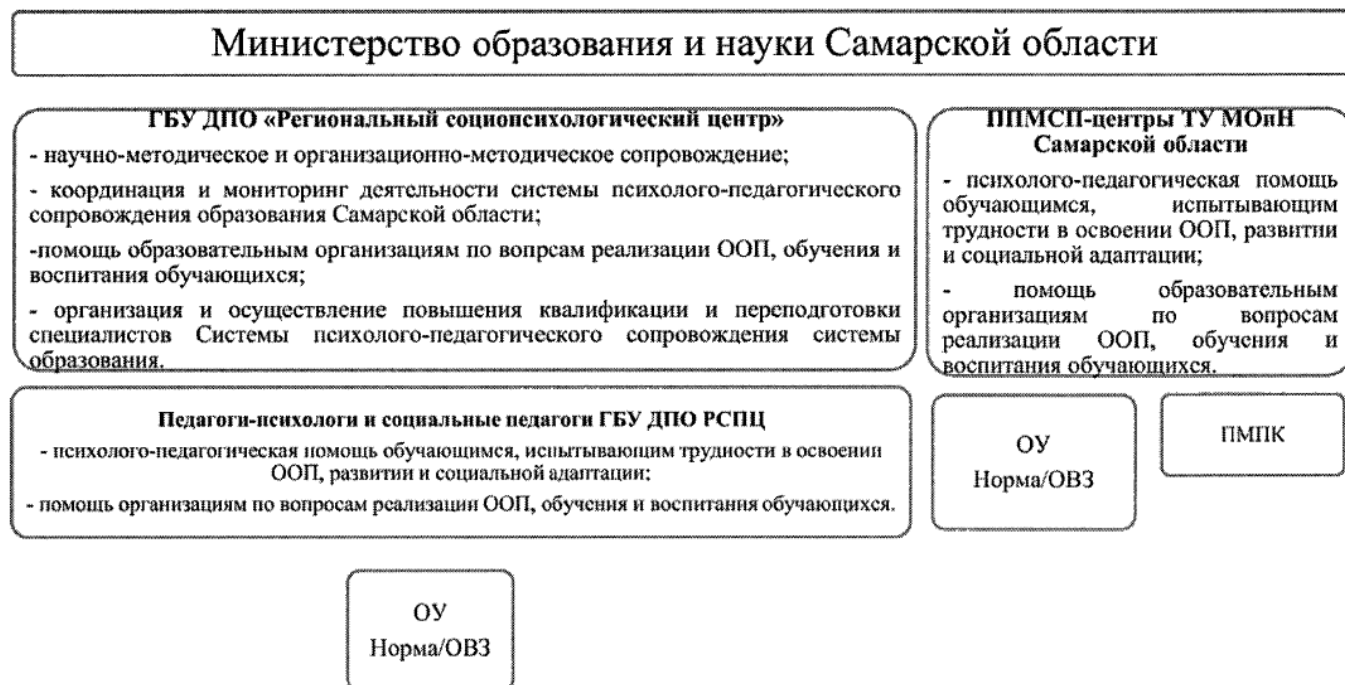 Министерство образования и науки Самарской области
ГБУ ДПО «Региональный социопсихологический центр»
- научно-методическое и организационно-методическое сопровождение;
- координация и мониторинг деятельности системы психолого-педагогического
сопровождения образования Самарской области;
-помощь образовательным организациям по вопрсам реализации ООП, обучения и
воспитания обучающихся;
- организация и осуществление повышения квалификации и переподготовки
специалистов Системы психолого-педагогического сопровождения системы
образования.
ППМСП-центры ТУ МОиН
Самарской области
- психолого-педагогическая помощь
обучающимся, испытывающим
трудности в освоении ООП, развитии
и социальной адаптации;
- помощь образовательным
организациям по вопросам
реализации ООП, обучения и
воспитания обучающихся.
Педагоги-психологи и социальные педагоги ГБУ ДПО РСПЦ
- психолого-педагогическая помощь обучающимся, испытывающим трудности в освоении
ООП, развитии и социальной адаптации;
- помощь организациям по вопросам реализации ООП, обучения и воспитания обучающихся.
ОУ
Норма/ОВЗ
ПМПК
ОУ
Норма/ОВЗ